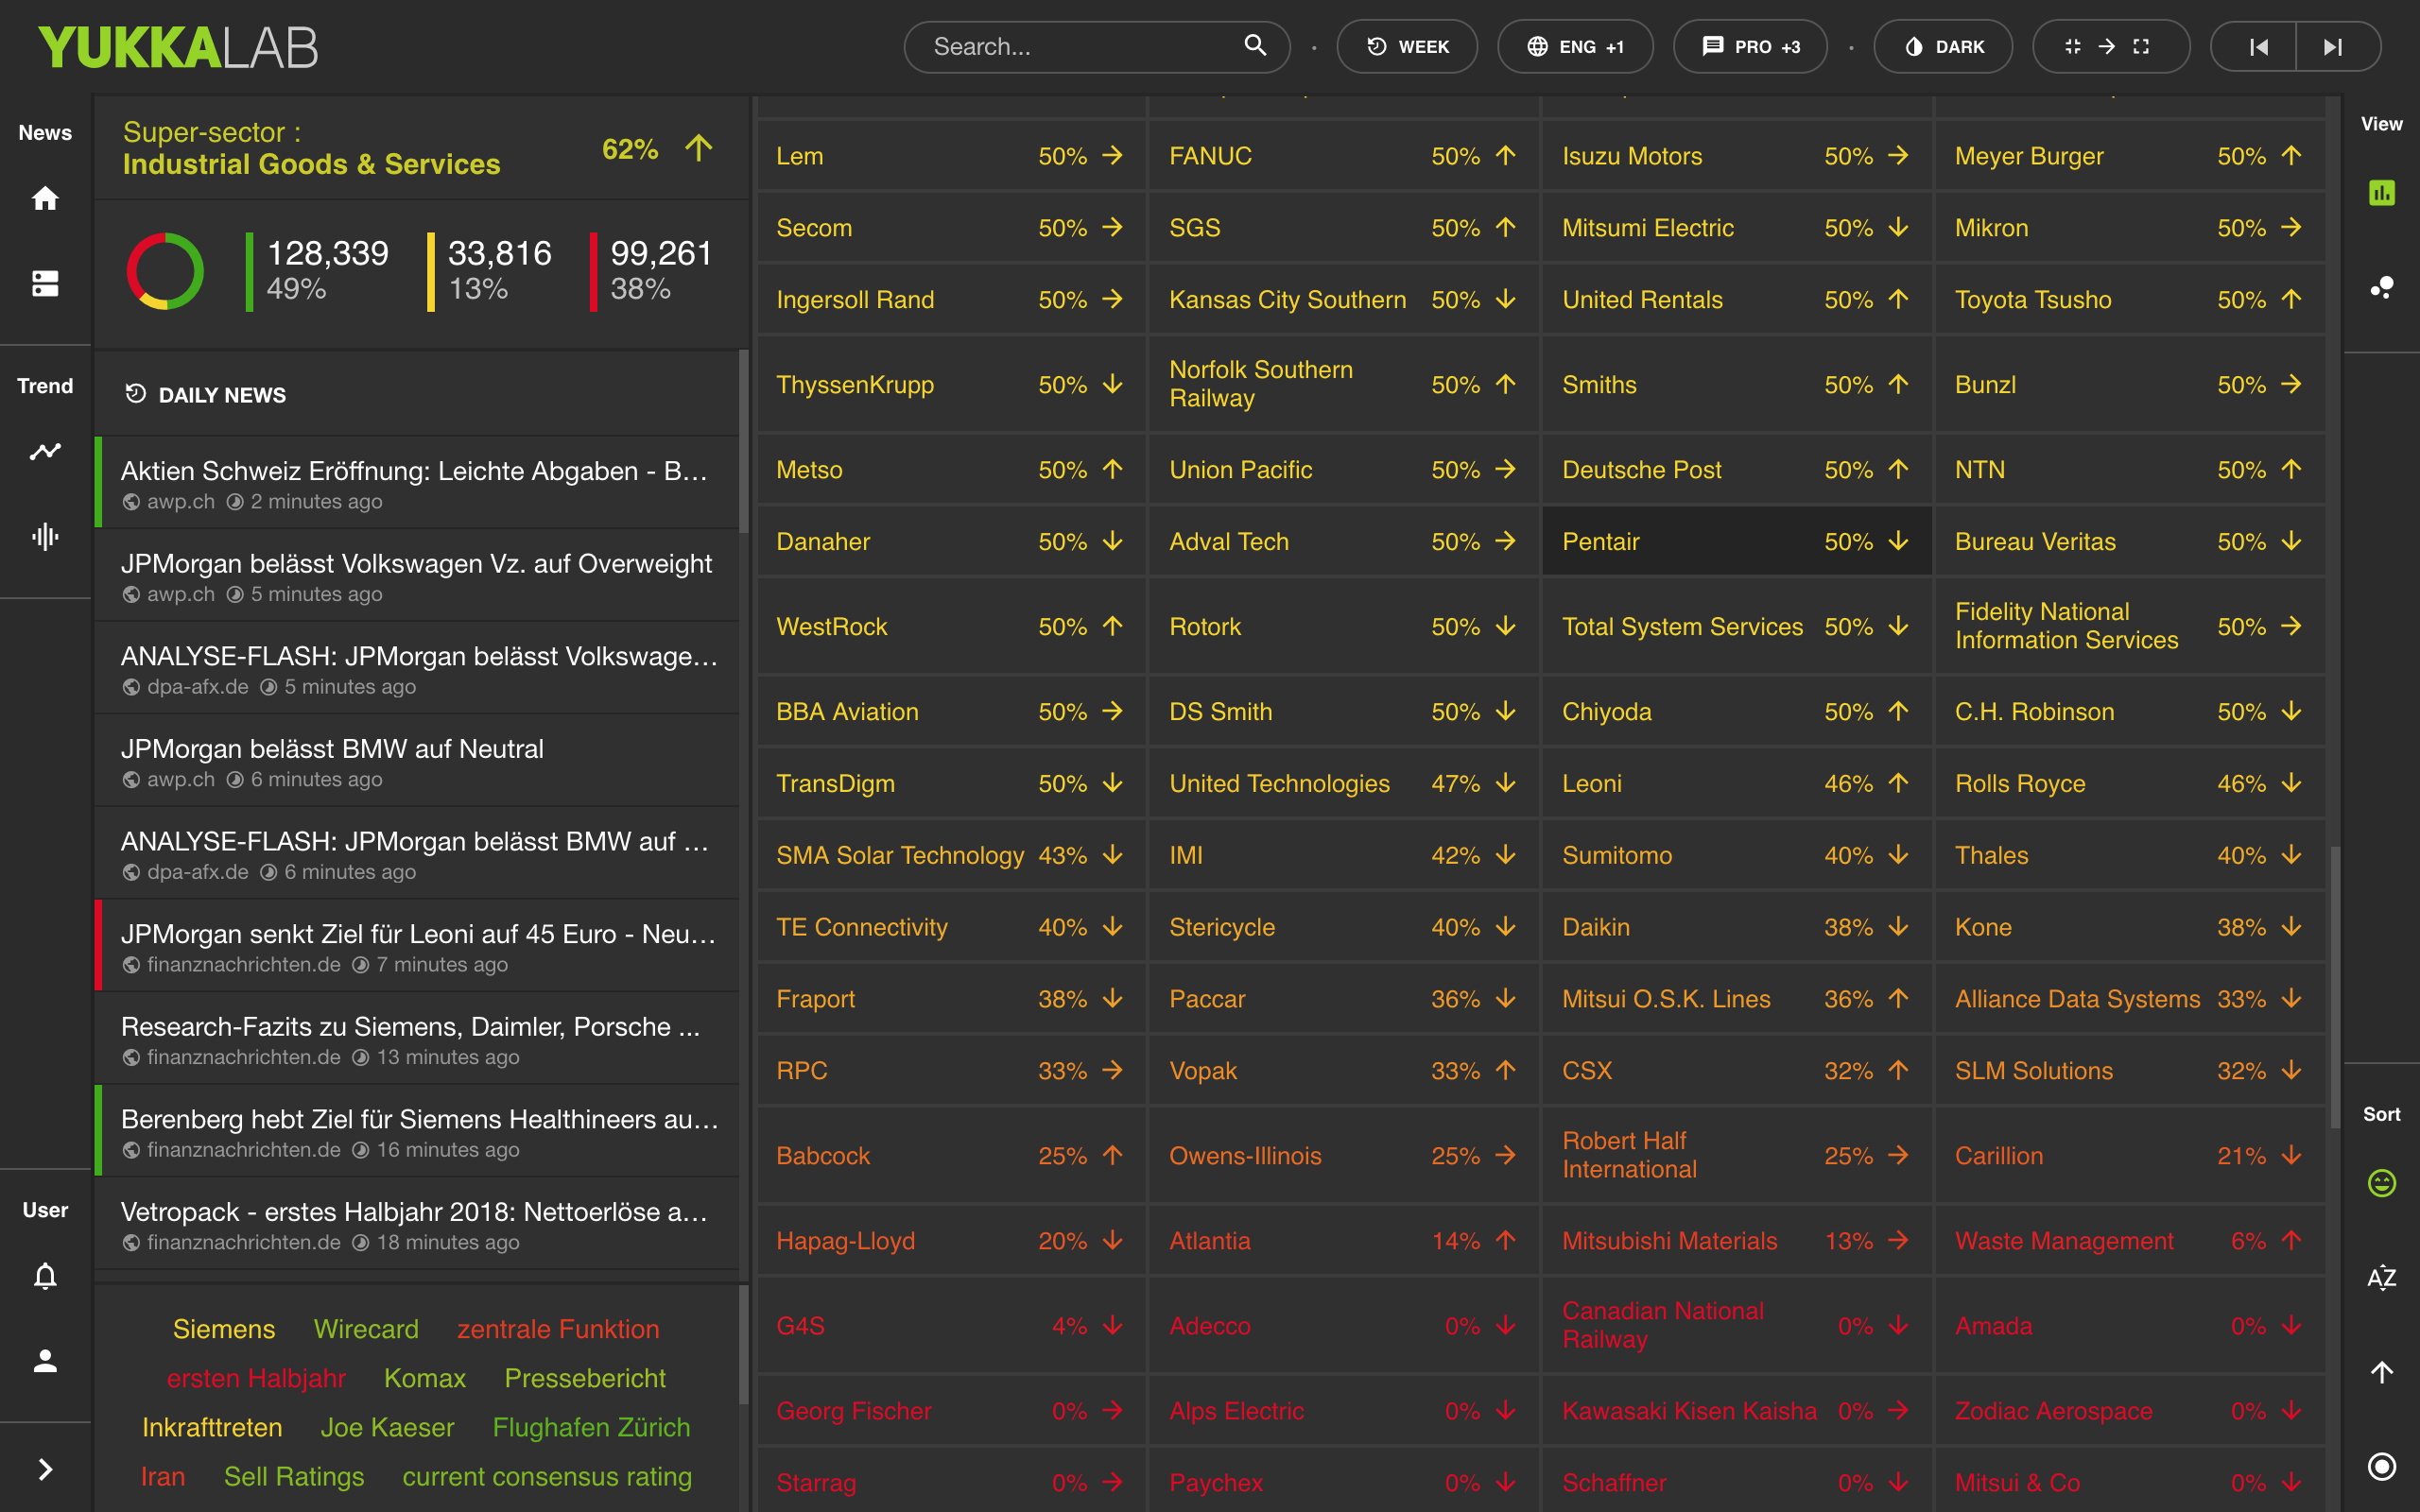 YUKKALAB
Search...
WEEK
ENG +1
PRO +3
DARK
News
Trend
User
Super-sector :
Industrial Goods & Services
62%
128,339
49%
33,816
13%
99,261
38%
DAILY NEWS
Aktien Schweiz Eröffnung: Leichte Abgaben - B...
awp.ch 2 minutes ago
JPMorgan belässt Volkswagen Vz. auf Overweight
awp.ch 5 minutes ago
ANALYSE-FLASH: JPMorgan belässt Volkswage...
dpa-afx.de 5 minutes ago
JPMorgan belässt BMW auf Neutral
awp.ch 6 minutes ago
ANALYSE-FLASH: JPMorgan belässt BMW auf ...
dpa-afx.de 6 minutes ago
JPMorgan senkt Ziel für Leoni auf 45 Euro - Neu...
finanznachrichten.de 7 minutes ago
Research-Fazits zu Siemens, Daimler, Porsche ...
finanznachrichten.de 13 minutes ago
Berenberg hebt Ziel für Siemens Healthineers au...
finanznachrichten.de 16 minutes ago
Vetropack - erstes Halbjahr 2018: Nettoerlöse a...
finanznachrichten.de 18 minutes ago
Siemens Wirecard zentrale Funktion
ersten Halbjahr Komax Pressebericht
Inkrafttreten Joe Kaeser Flughafen Zürich
Iran Sell Ratings current consensus rating
Lem 50% FANUC 50% Isuzu Motors 50% Meyer Burger 50%
Secom 50% SGS 50% Mitsumi Electric 50% Mikron 50%
Ingersoll Rand 50% Kansas City Southern 50% United Rentals 50% Toyota Tsusho 50%
ThyssenKrupp 50% Norfolk Southern
Railway 50% Smiths 50% Bunzl 50%
Metso 50% Union Pacific 50% Deutsche Post 50% NTN 50%
Danaher 50% Adval Tech 50% Pentair 50% Bureau Veritas 50%
WestRock 50% Rotork 50% Total System Services 50% Fidelity National
Information Services 50%
BBA Aviation 50% DS Smith 50% Chiyoda 50% C.H. Robinson 50%
TransDigm 50% United Technologies 47% Leoni 46% Rolls Royce 46%
SMA Solar Technology 43% IMI 42% Sumitomo 40% Thales 40%
TE Connectivity 40% Stericycle 40% Daikin 38% Kone 38%
Fraport 38% Paccar 36% Mitsui O.S.K. Lines 36% Alliance Data Systems 33%
RPC 33% Vopak 33% CSX 32% SLM Solutions 32%
Babcock 25% Owens-Illinois 25% Robert Half
International 25% Carillion 21%
Hapag-Lloyd 20% Atlantia 14% Mitsubishi Materials 13% Waste Management 6%
G4S 4% Adecco 0% Canadian National
Railway 0% Amada 0%
Georg Fischer 0% Alps Electric 0% Kawasaki Kisen Kaisha 0% Zodiac Aerospace 0%
Starrag 0% Paychex 0% Schaffner 0% Mitsui & Co 0%
View
Sort
AZ